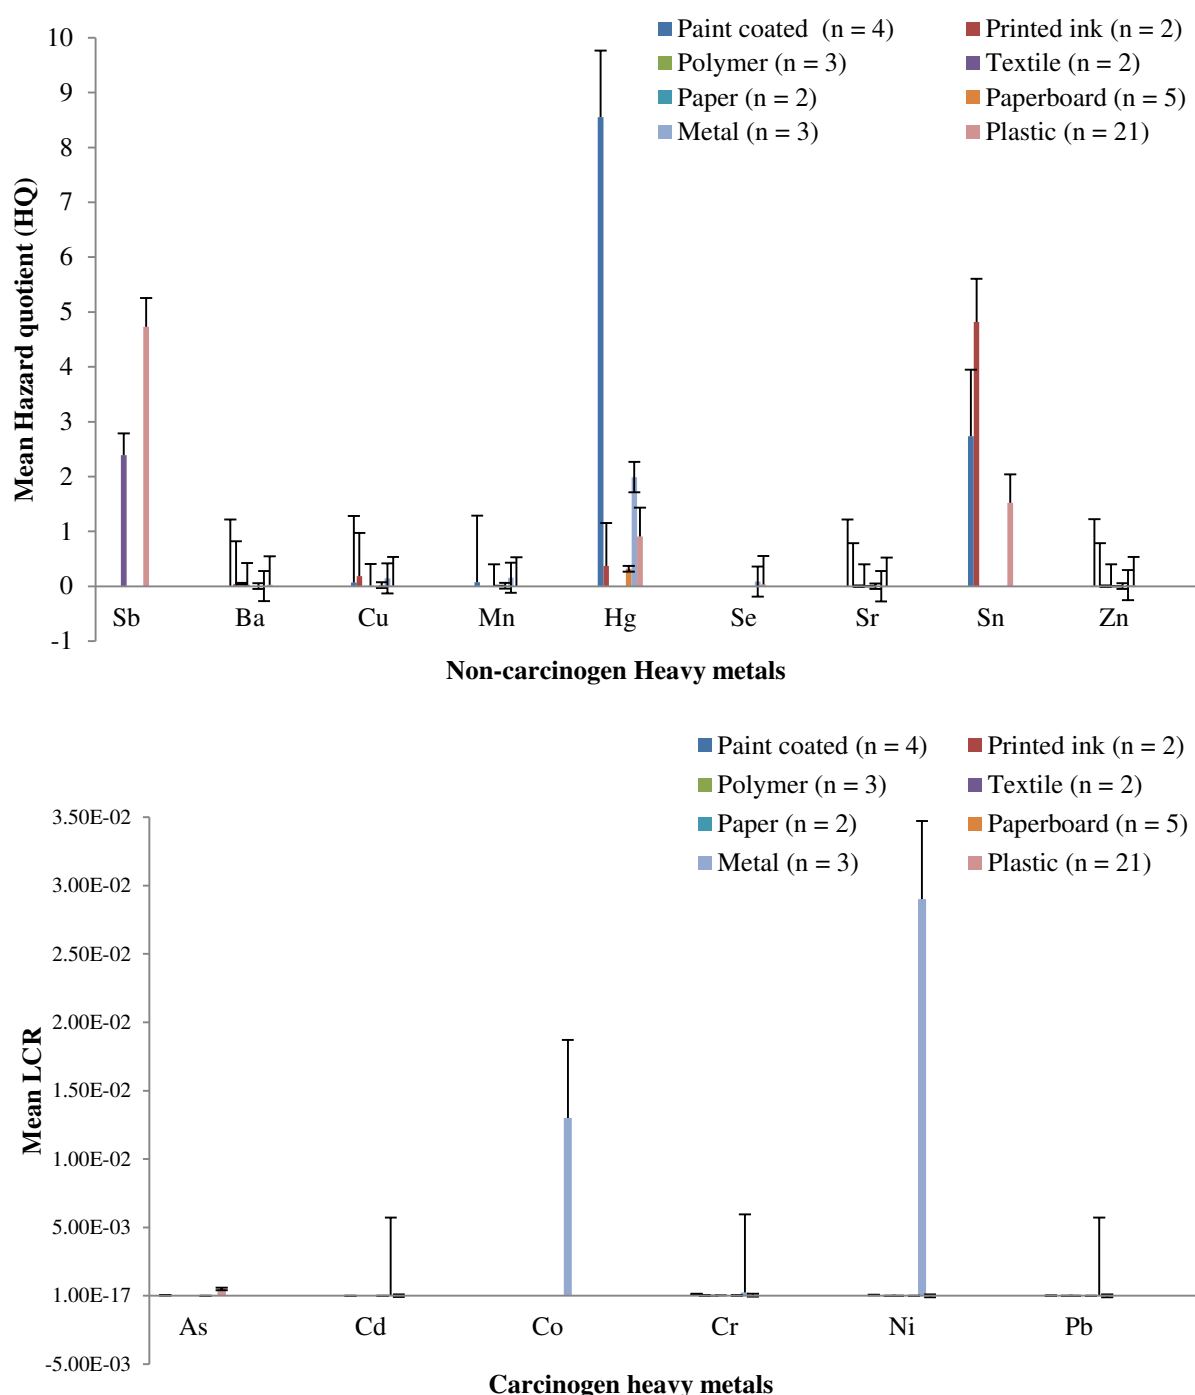 Paint coated (n = 4) Printed ink (n = 2)
Polymer (n = 3) Textile (n = 2)
Paper (n = 2) Paperboard (n = 5)
Metal (n = 3) Plastic (n = 21)
Mean Hazard quotient (HQ)
10
9
8
7
6
5
4
3
2
1
0
-1
Sb Ba Cu Mn Hg Se Sr Sn Zn
Non-carcinogen Heavy metals
Paint coated (n = 4) Printed ink (n = 2)
Polymer (n = 3) Textile (n = 2)
Paper (n = 2) Paperboard (n = 5)
Metal (n = 3) Plastic (n = 21)
Mean LCR
3.50E-02
3.00E-02
2.50E-02
2.00E-02
1.50E-02
1.00E-02
5.00E-03
1.00E-17
-5.00E-03
As Cd Co Cr Ni Pb
Carcinogen heavy metals